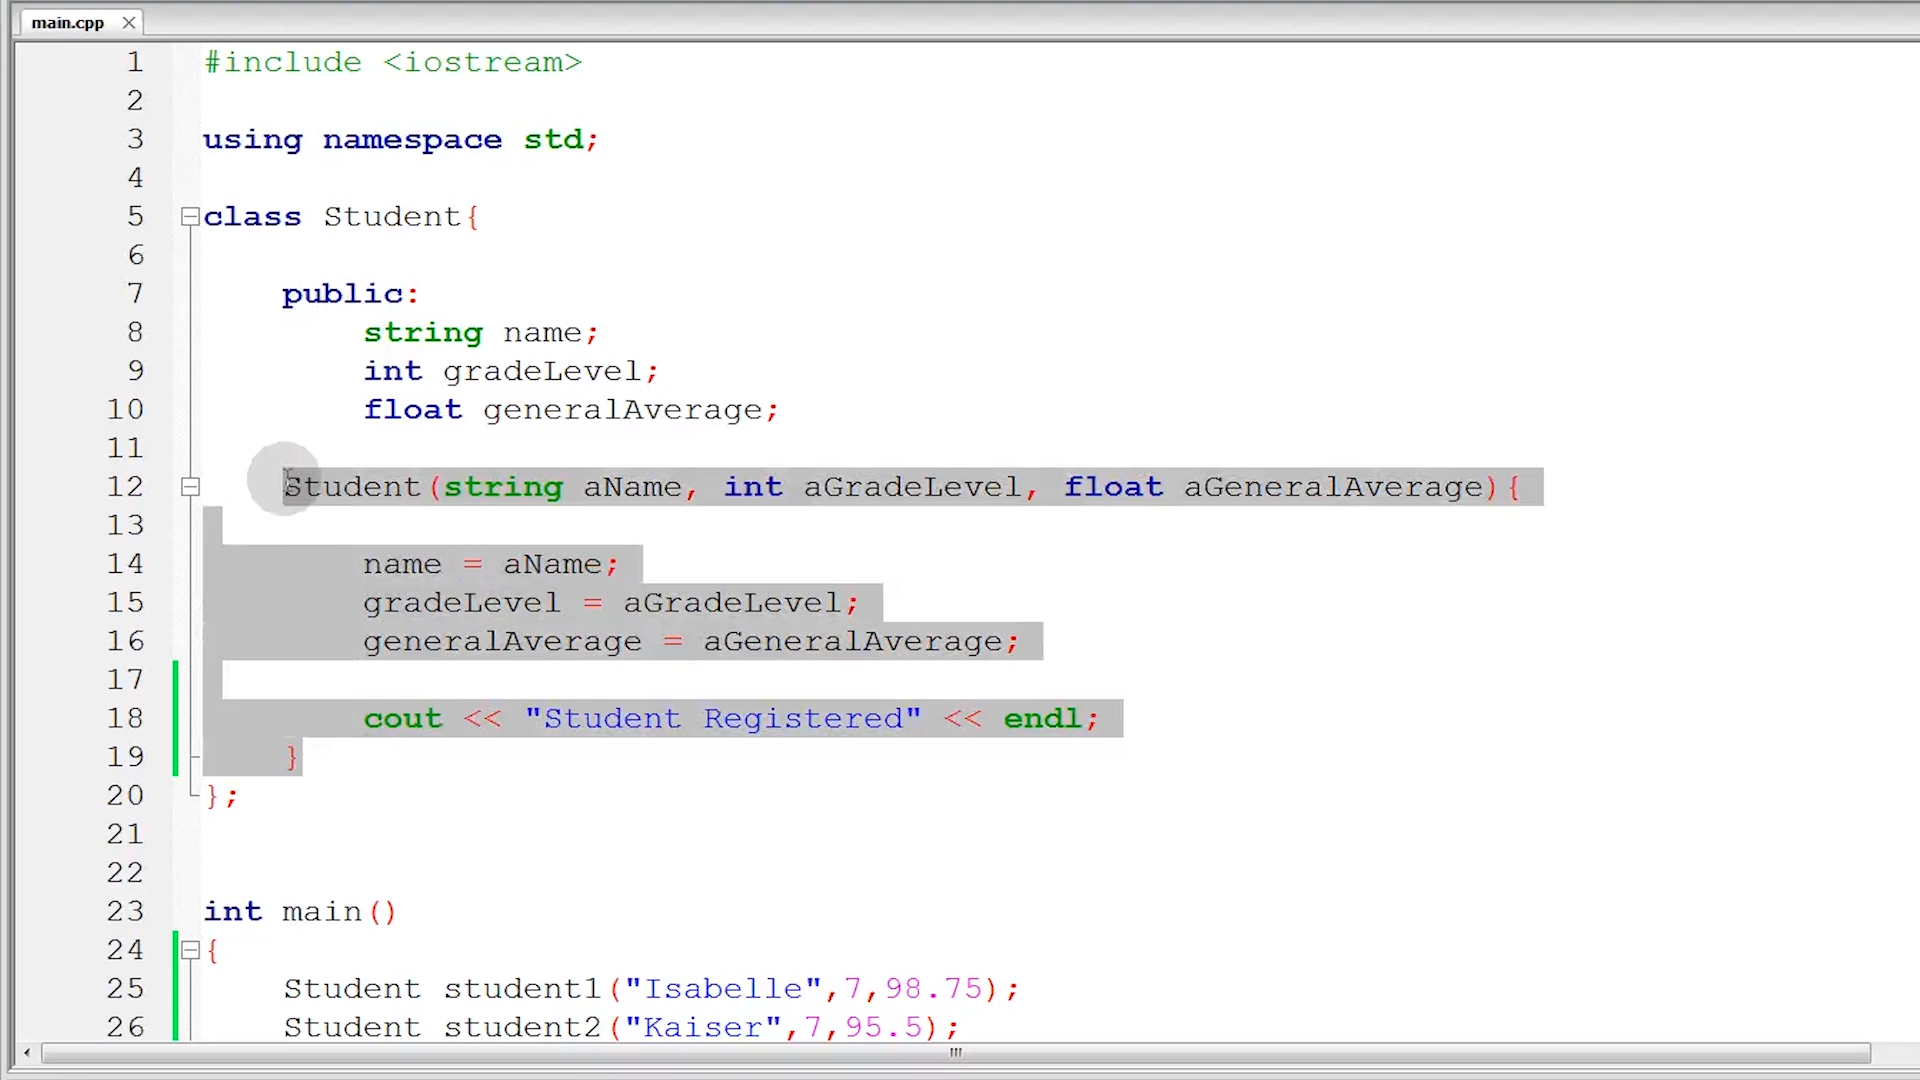 main.cpp
1 #include <iostream>
2
3 using namespace std;
4
5 class Student{
6
7 public:
8 string name;
9 int gradeLevel;
10 float generalAverage;
11
12 Student(string aName, int aGradeLevel, float aGeneralAverage){
13
14 name = aName;
15 gradeLevel = aGradeLevel;
16 generalAverage = aGeneralAverage;
17
18 cout << "Student Registered" << endl;
19 }
20 };
21
22
23 int main()
24 {
25 Student student1("Isabelle",7,98.75);
26 Student student2("Kaiser",7,95.5);